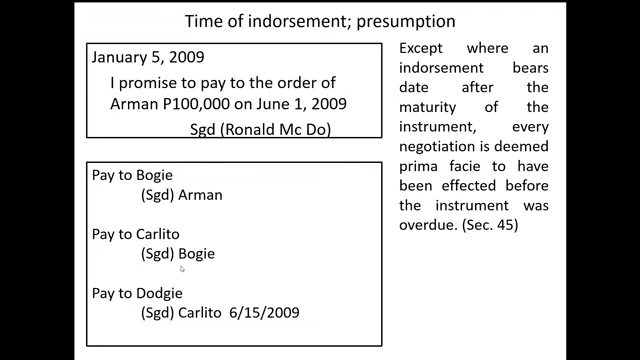 Time of indorsement; presumption
January 5, 2009
I promise to pay to the order of
Arman P100,000 on June 1, 2009
Sgd (Ronald Mc Do)
Pay to Bogie
(Sgd) Arman
Pay to Carlito
(Sgd) Bogie
Pay to Dodgie
(Sgd) Carlito 6/15/2009
Except where an
indorsement bears
date after the
maturity of the
instrument, every
negotiation is deemed
prima facie to have
been effected before
the instrument was
overdue. (Sec. 45)